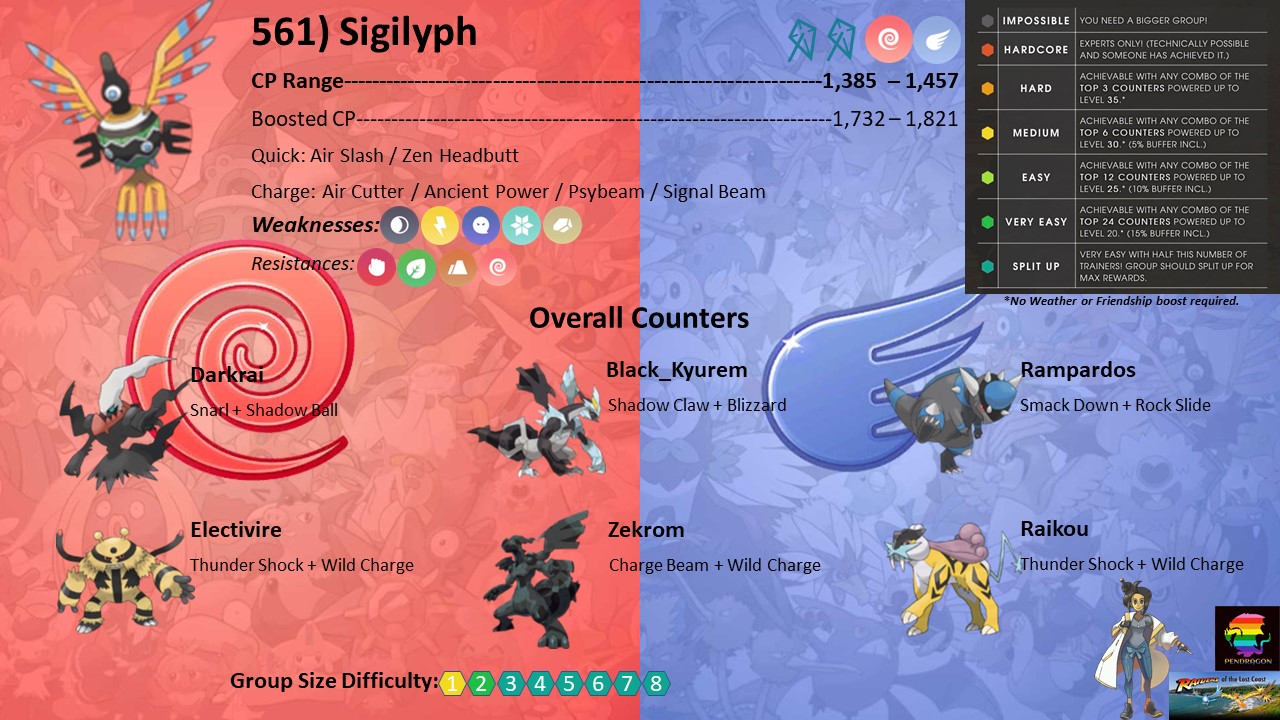 561) Sigilyph
CP Range---1,385 – 1,457
Boosted CP---1,732 – 1,821
Quick: Air Slash / Zen Headbutt
Charge: Air Cutter / Ancient Power / Psybeam / Signal Beam
Weaknesses:
Resistances:
IMPOSSIBLE YOU NEED A BIGGER GROUP!
HARDCORE EXPERTS ONLY! (TECHNICALLY POSSIBLE
AND SOMEONE HAS ACHIEVED IT.)
HARD ACHIEVABLE WITH ANY COMBO OF THE
TOP 3 COUNTERS POWERED UP TO
LEVEL 35.*
MEDIUM ACHIEVABLE WITH ANY COMBO OF THE
TOP 6 COUNTERS POWERED UP TO
LEVEL 30.* (5% BUFFER INCL.)
EASY ACHIEVABLE WITH ANY COMBO OF THE
TOP 12 COUNTERS POWERED UP TO
LEVEL 25.* (10% BUFFER INCL.)
VERY EASY ACHIEVABLE WITH ANY COMBO OF THE
TOP 24 COUNTERS POWERED UP TO
LEVEL 20.* (15% BUFFER INCL.)
SPLIT UP VERY EASY WITH HALF THIS NUMBER OF
TRAINERS! GROUP SHOULD SPLIT UP FOR
MAX REWARDS.
*No Weather or Friendship boost required.
Overall Counters
Darkrai
Snarl + Shadow Ball
Black_Kyurem
Shadow Claw + Blizzard
Rampardos
Smack Down + Rock Slide
Electivire
Thunder Shock + Wild Charge
Zekrom
Charge Beam + Wild Charge
Raikou
Thunder Shock + Wild Charge
Group Size Difficulty: 1 2 3 4 5 6 7 8
PENDRAGON
RAIDERS of the Lost Coast